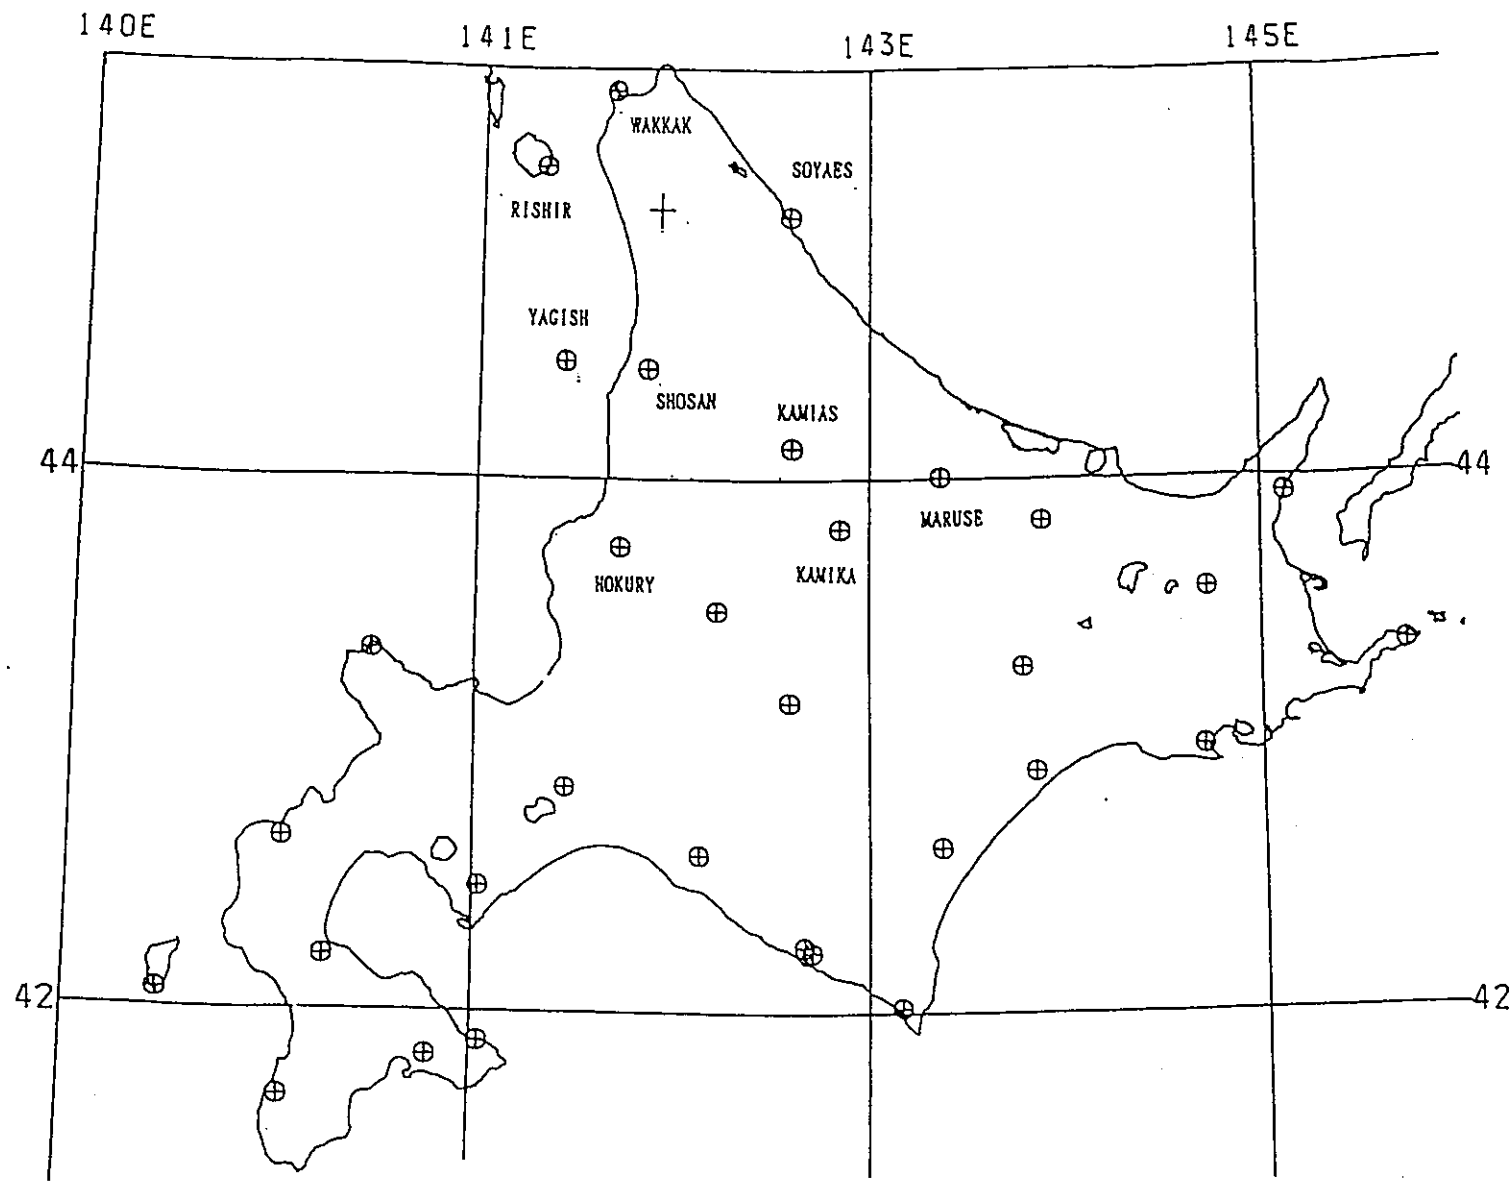 140E 141E 143E 145E
WAKKAK
SOYAES
RISHIR
YAGISH
SHOSAN
KAMIAS
44 44
MARUSE
KAMIKA
HOKURY
42 42